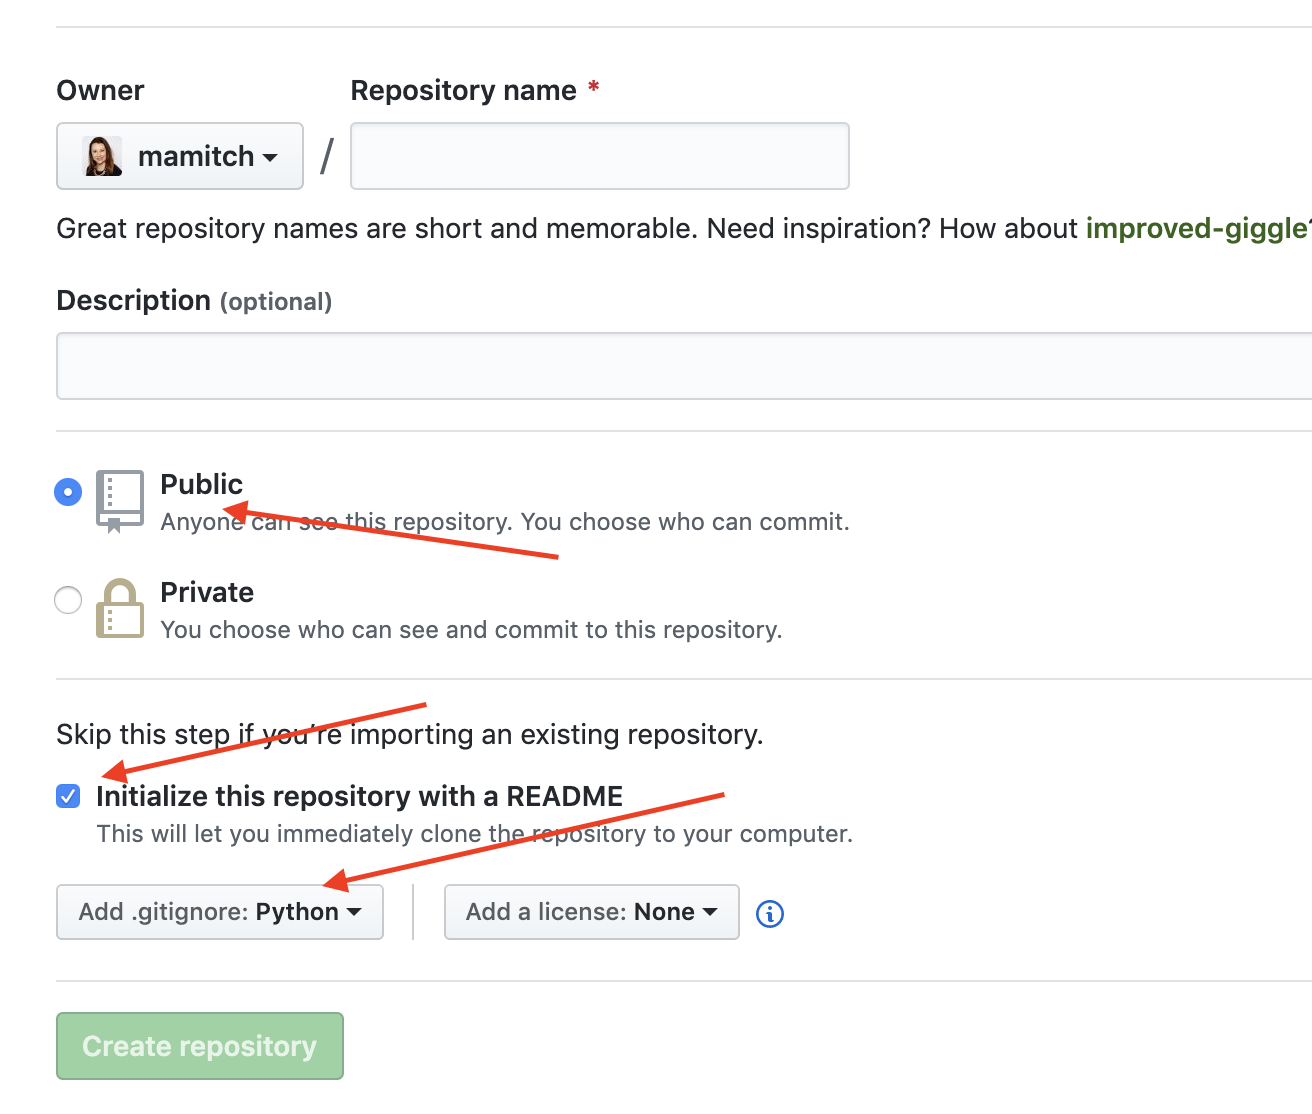 Owner
Repository name *
mamitch
/
Great repository names are short and memorable. Need inspiration? How about improved-giggle?
Description (optional)
Public
Anyone can see this repository. You choose who can commit.
Private
You choose who can see and commit to this repository.
Skip this step if you're importing an existing repository.
Initialize this repository with a README
This will let you immediately clone the repository to your computer.
Add .gitignore: Python
Add a license: None
Create repository